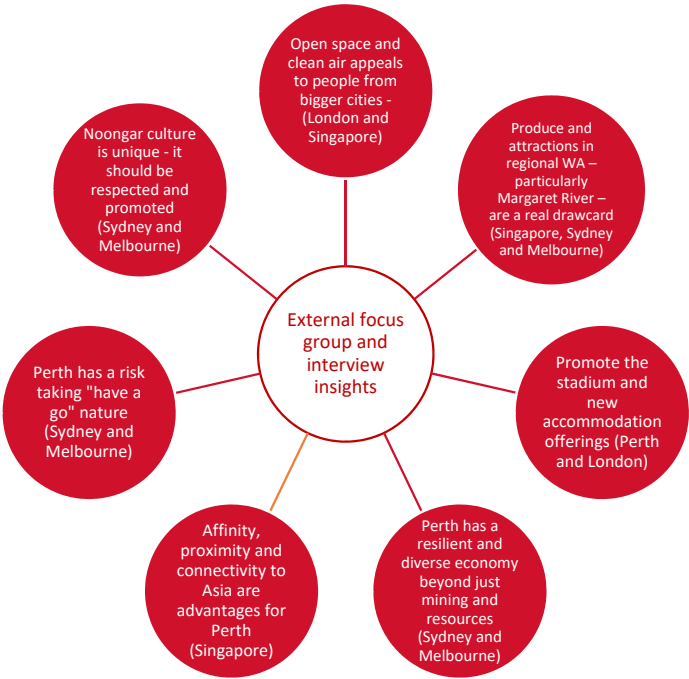 External focus
group and
interview
insights
Open space and
clean air appeals
to people from
bigger cities -
(London and
Singapore)
Produce and
attractions in
regional WA –
particularly
Margaret River –
are a real drawcard
(Singapore, Sydney
and Melbourne)
Promote the
stadium and
new
accommodation
offerings (Perth
and London)
Perth has a
resilient and
diverse economy
beyond just
mining and
resources
(Sydney and
Melbourne)
Affinity,
proximity and
connectivity to
Asia are
advantages for
Perth
(Singapore)
Perth has a risk
taking "have a
go" nature
(Sydney and
Melbourne)
Noongar culture
is unique - it
should be
respected and
promoted
(Sydney and
Melbourne)